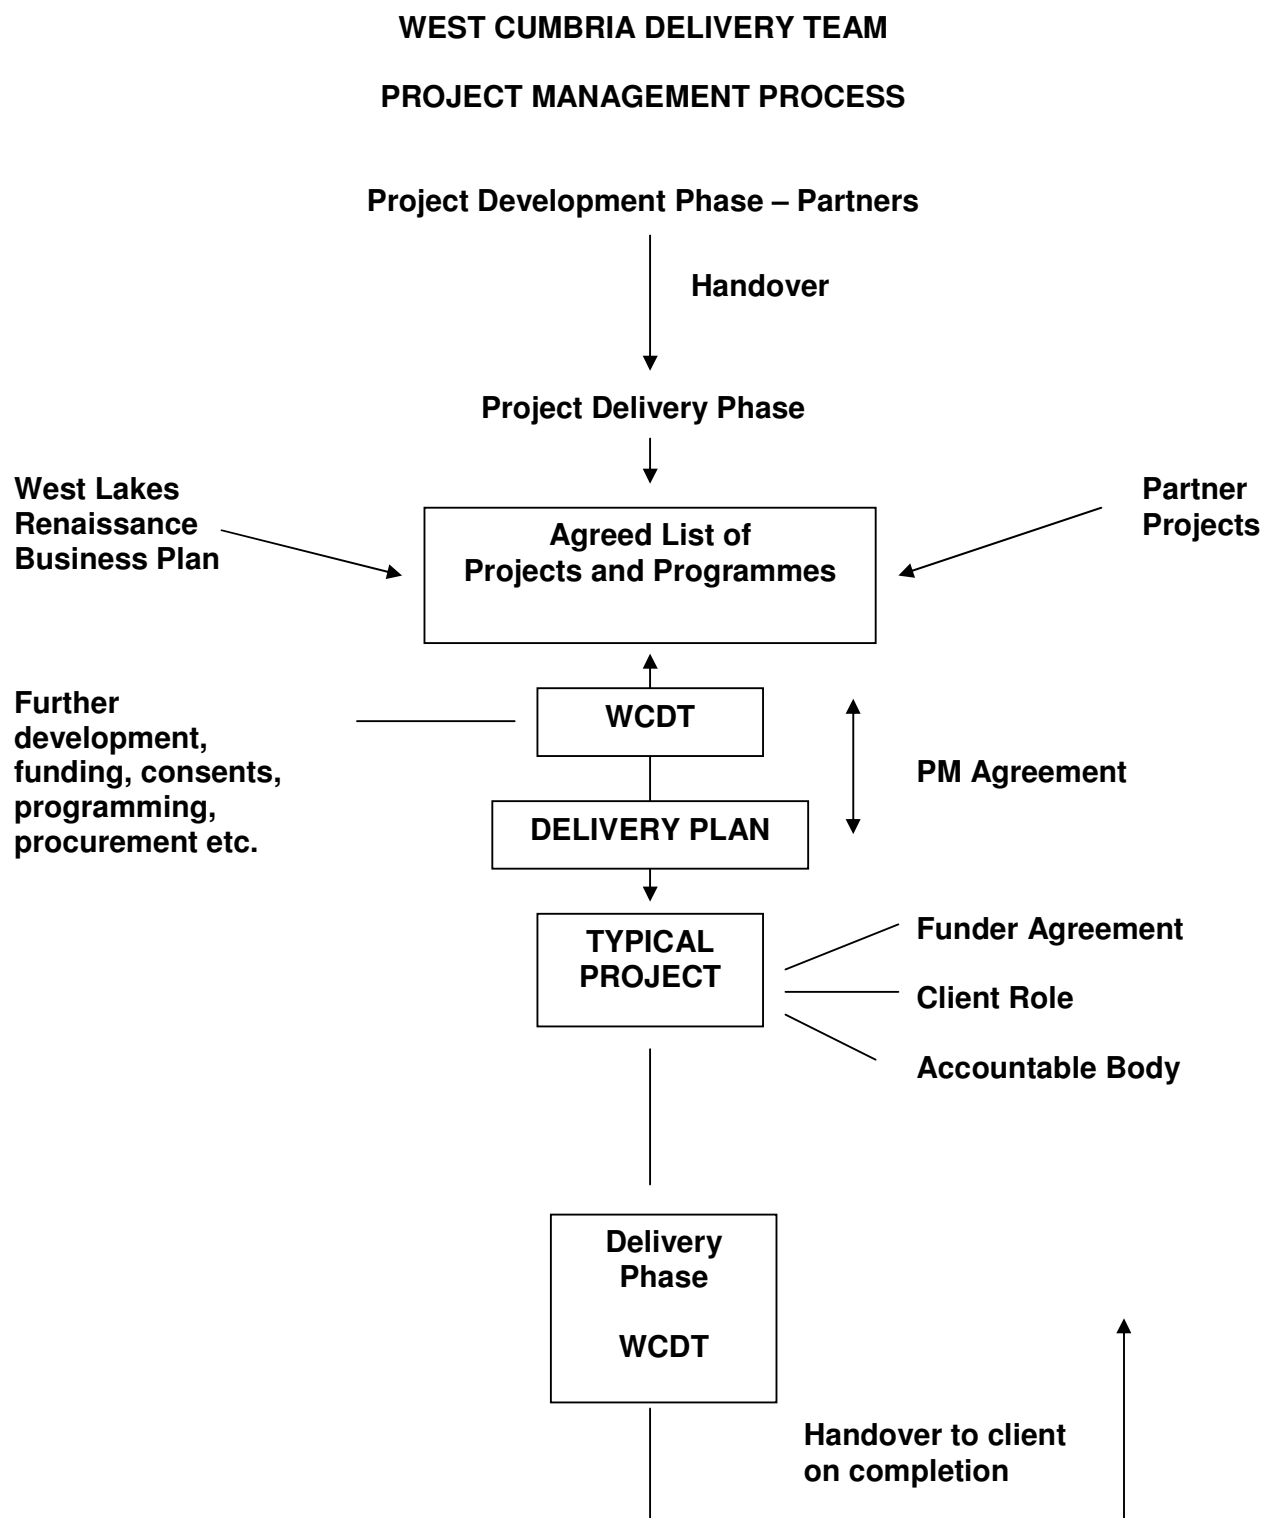 WEST CUMBRIA DELIVERY TEAM
PROJECT MANAGEMENT PROCESS
Project Development Phase – Partners
Handover
Project Delivery Phase
West Lakes
Renaissance
Business Plan
Agreed List of
Projects and Programmes
Partner
Projects
Further
development,
funding, consents,
programming,
procurement etc.
WCDT
PM Agreement
DELIVERY PLAN
TYPICAL
PROJECT
Funder Agreement
Client Role
Accountable Body
Delivery
Phase
WCDT
Handover to client
on completion